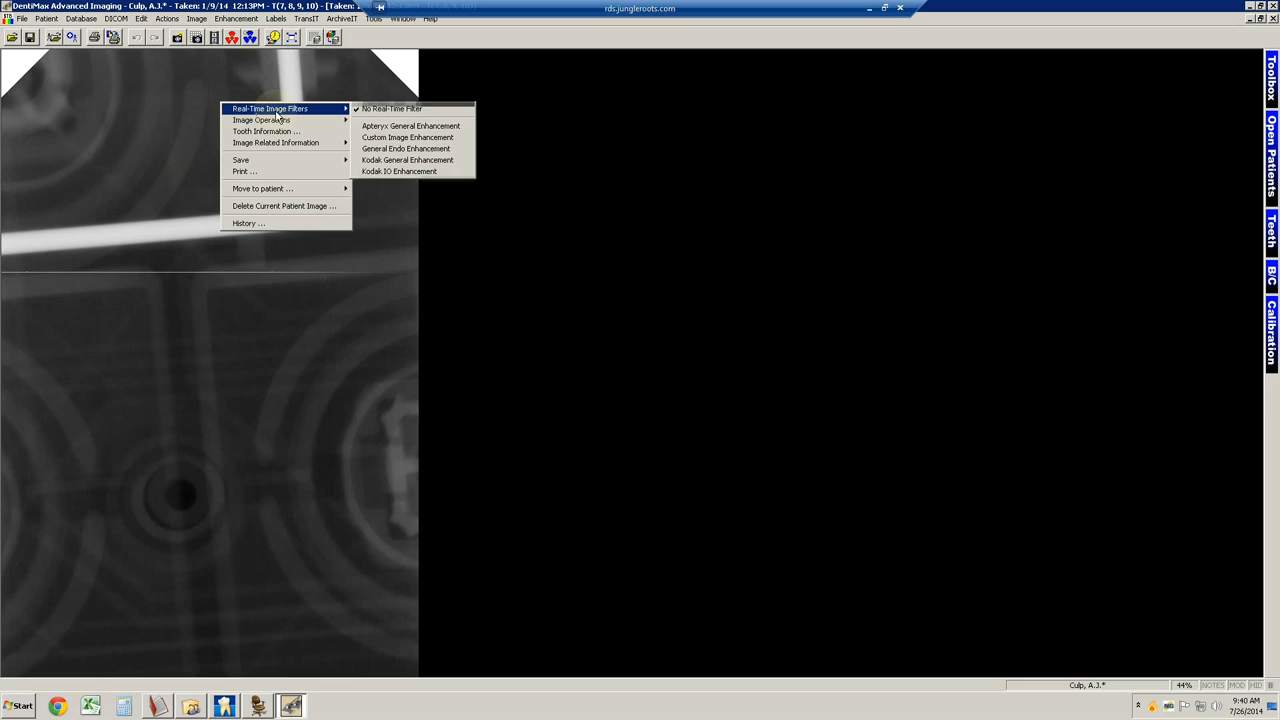 DentiMax Advanced Imaging - Culp, A.J.* - Taken: 1/9/14 12:13PM - T(7, 8, 9, 10) - [Taken:
rds.jungleroots.com
File Patient Database DICOM Edit Actions Image Enhancement Labels TransIT ArchiveIT Tools Window Help
Real-Time Image Filters
Image Operations
Tooth Information ...
Image Related Information
Save
Print ...
Move to patient ...
Delete Current Patient Image ...
History ...
No Real-Time Filter
Apteryx General Enhancement
Custom Image Enhancement
General Endo Enhancement
Kodak General Enhancement
Kodak IO Enhancement
Toolbox
Open Patients
Teeth
B/C
Calibration
Culp, A.J.* 44% NOTES MOD HID
Start
9:40 AM
7/26/2014